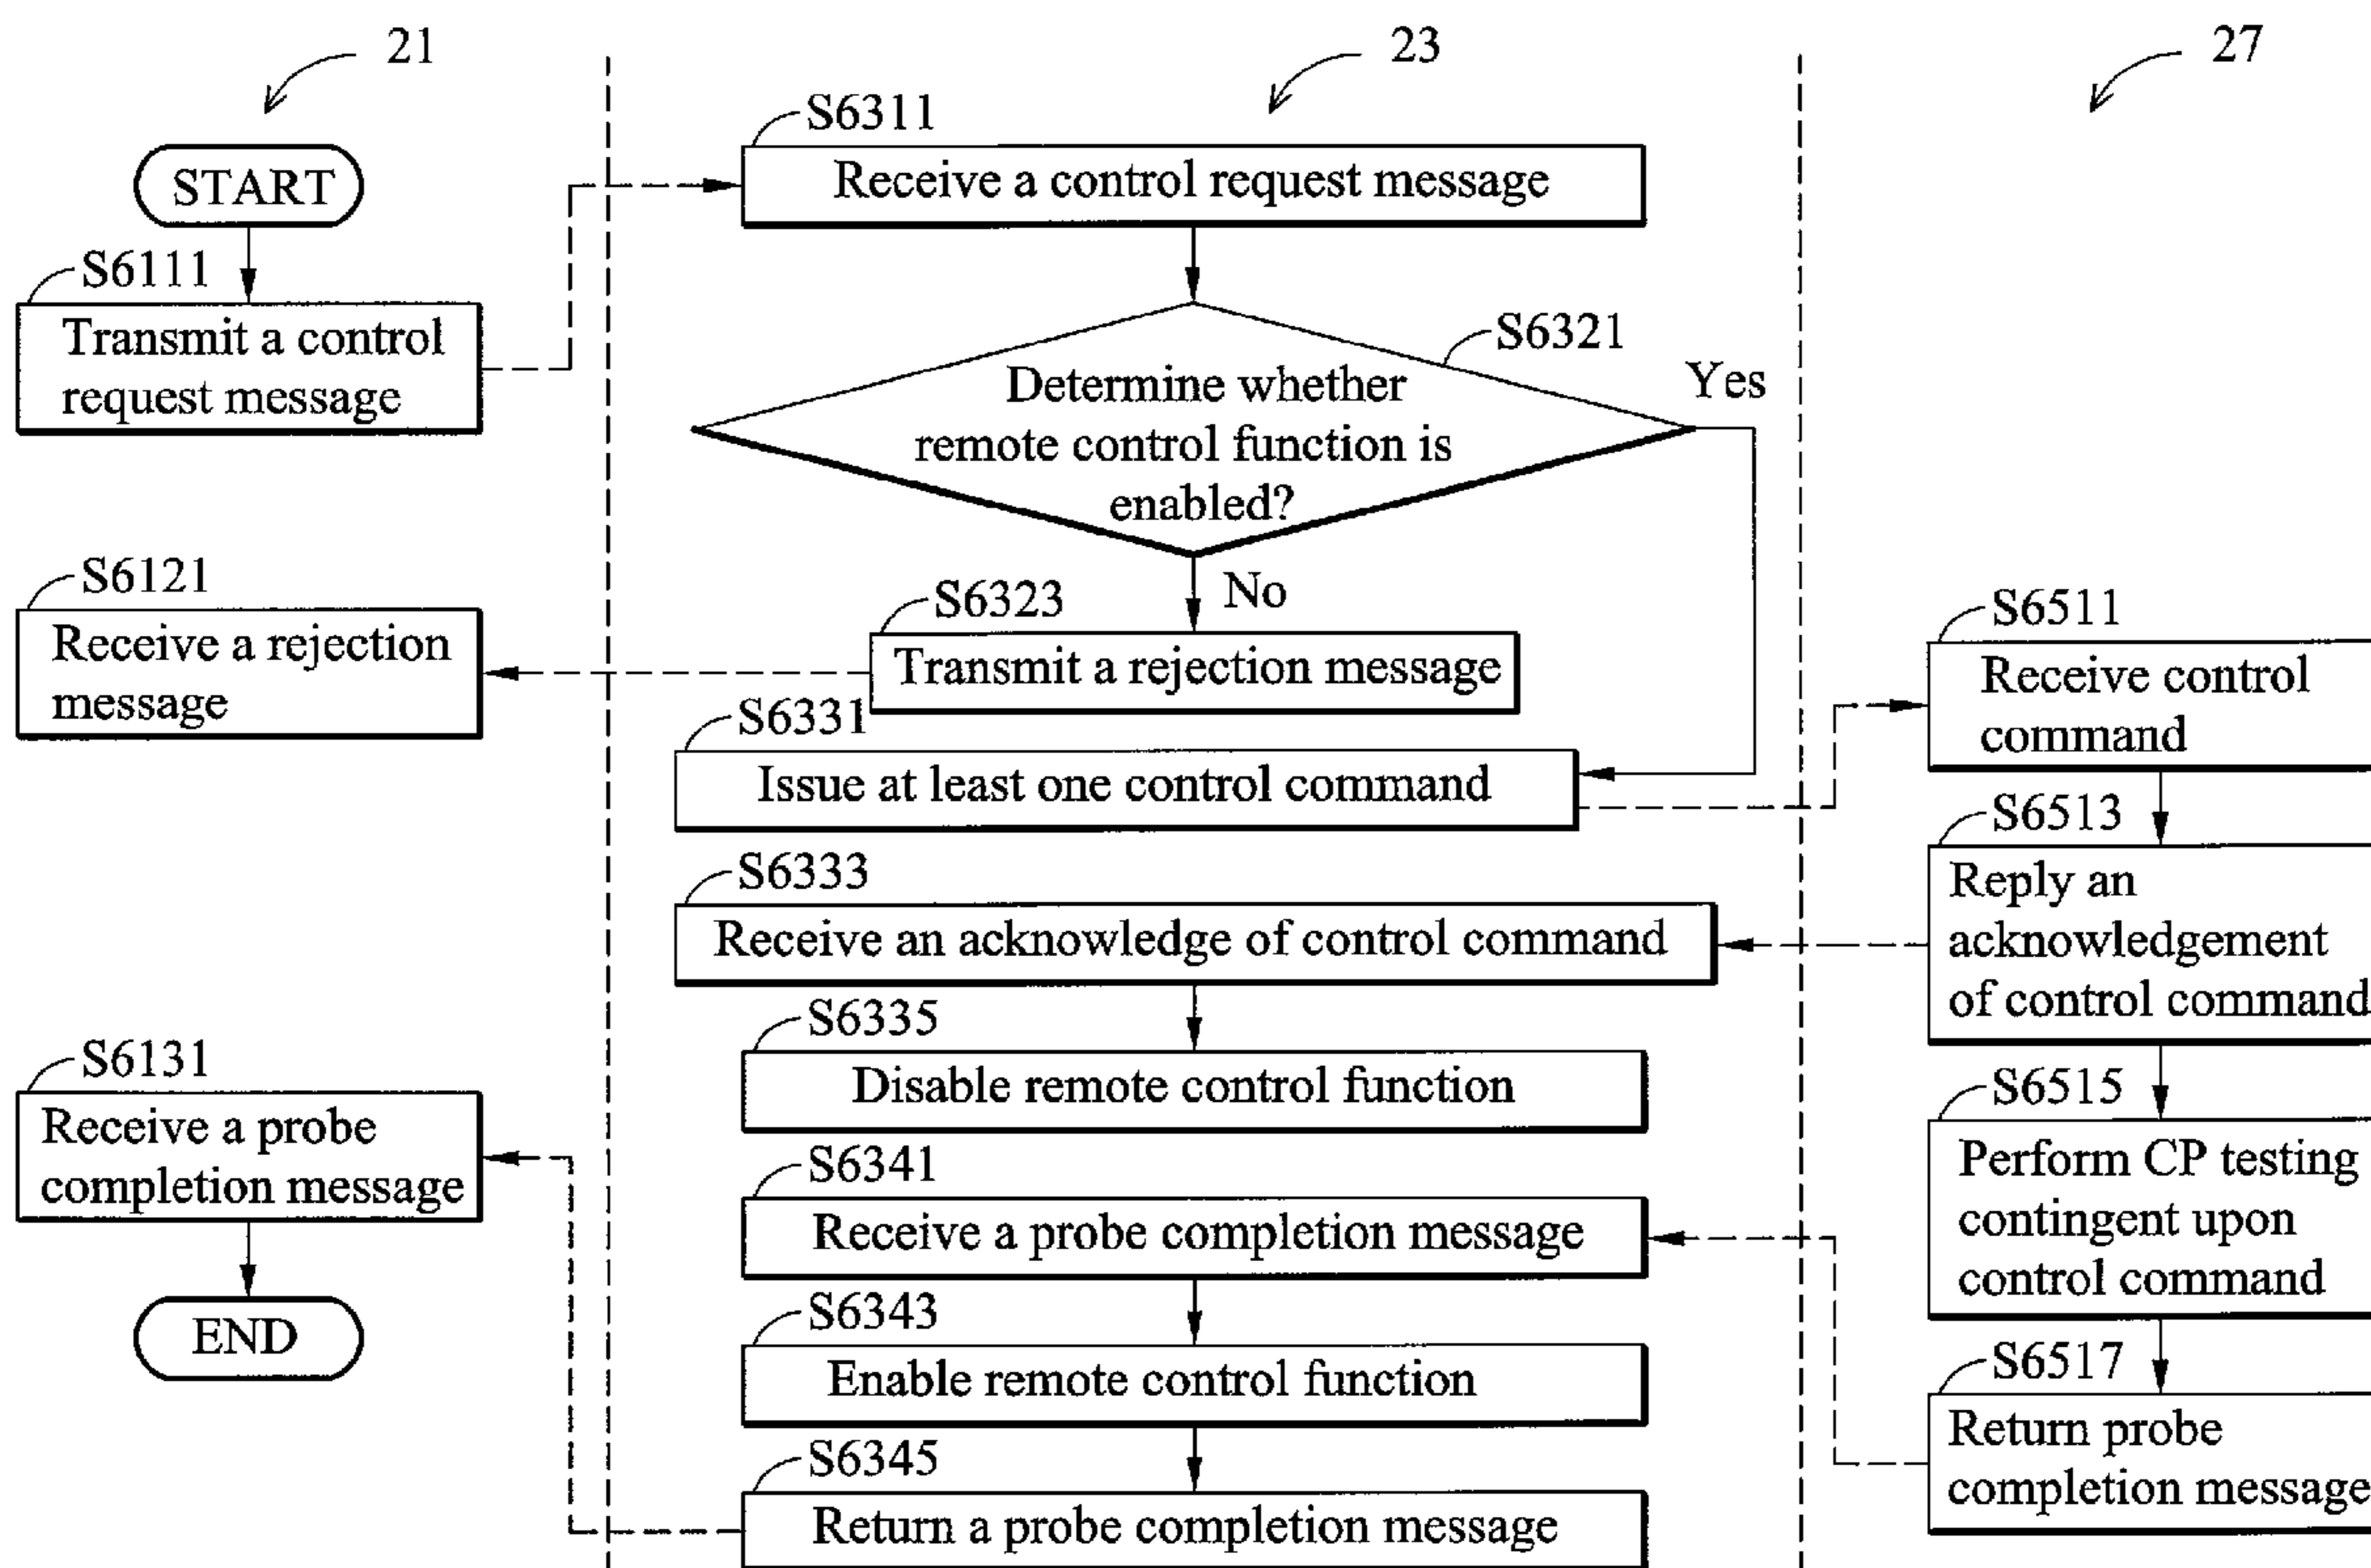 21
23
27
START
S6111
Transmit a control
request message
S6121
Receive a rejection
message
S6131
Receive a probe
completion message
END
S6311
Receive a control request message
S6321
Determine whether
remote control function is
enabled?
Yes
No
S6323
Transmit a rejection message
S6331
Issue at least one control command
S6333
Receive an acknowledge of control command
S6335
Disable remote control function
S6341
Receive a probe completion message
S6343
Enable remote control function
S6345
Return a probe completion message
S6511
Receive control
command
S6513
Reply an
acknowledgement
of control command
S6515
Perform CP testing
contingent upon
control command
S6517
Return probe
completion message